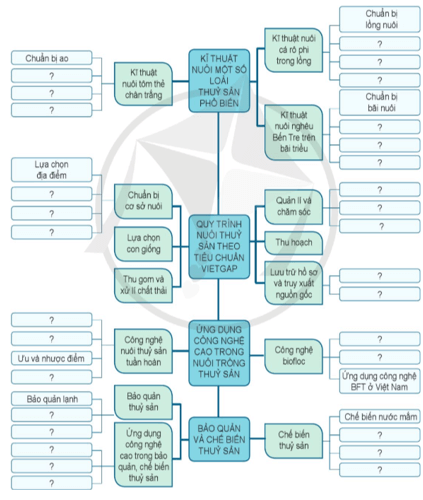 Chuẩn bị
lồng nuôi
?
?
?
Kĩ thuật nuôi
cá rô phi
trong lồng
KĨ THUẬT
NUÔI MỘT SỐ
LOÀI
THUỶ SẢN
PHỔ BIẾN
Chuẩn bị ao
?
?
?
Kĩ thuật
nuôi tôm thẻ
chân trắng
Kĩ thuật
nuôi nghêu
Bến Tre trên
bãi triều
Chuẩn bị
bãi nuôi
?
?
?
Lựa chọn
địa điểm
?
?
?
Chuẩn bị
cơ sở nuôi
Lựa chọn
con giống
Thu gom và
xử lí chất thải
QUY TRÌNH
NUÔI THUỶ
SẢN THEO
TIÊU CHUẨN
VIETGAP
Quản lí và
chăm sóc
?
?
?
Thu hoạch
Lưu trữ hồ sơ
và truy xuất
nguồn gốc
?
?
?
?
Ưu và nhược điểm
?
Công nghệ
nuôi thuỷ sản
tuần hoàn
ỨNG DỤNG
CÔNG NGHỆ
CAO TRONG
NUÔI TRỒNG
THUỶ SẢN
Công nghệ
biofloc
?
?
Ứng dụng công nghệ
BFT ở Việt Nam
Bảo quản lạnh
?
?
Bảo quản
thuỷ sản
?
?
?
Ứng dụng
công nghệ
cao trong bảo
quản, chế biến
thuỷ sản
BẢO QUẢN
VÀ CHẾ BIẾN
THUỶ SẢN
Chế biến
thuỷ sản
Chế biến nước mắm
?
?
?